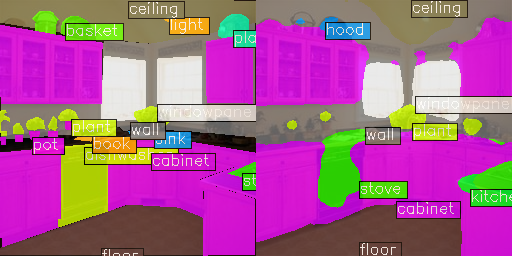 ceiling
light
basket
pla
windowpane
plant
wall
sink
book
pot
dishwas
cabinet
st
floor
ceiling
hood
windowpane
plant
wall
stove
kitche
cabinet
floor